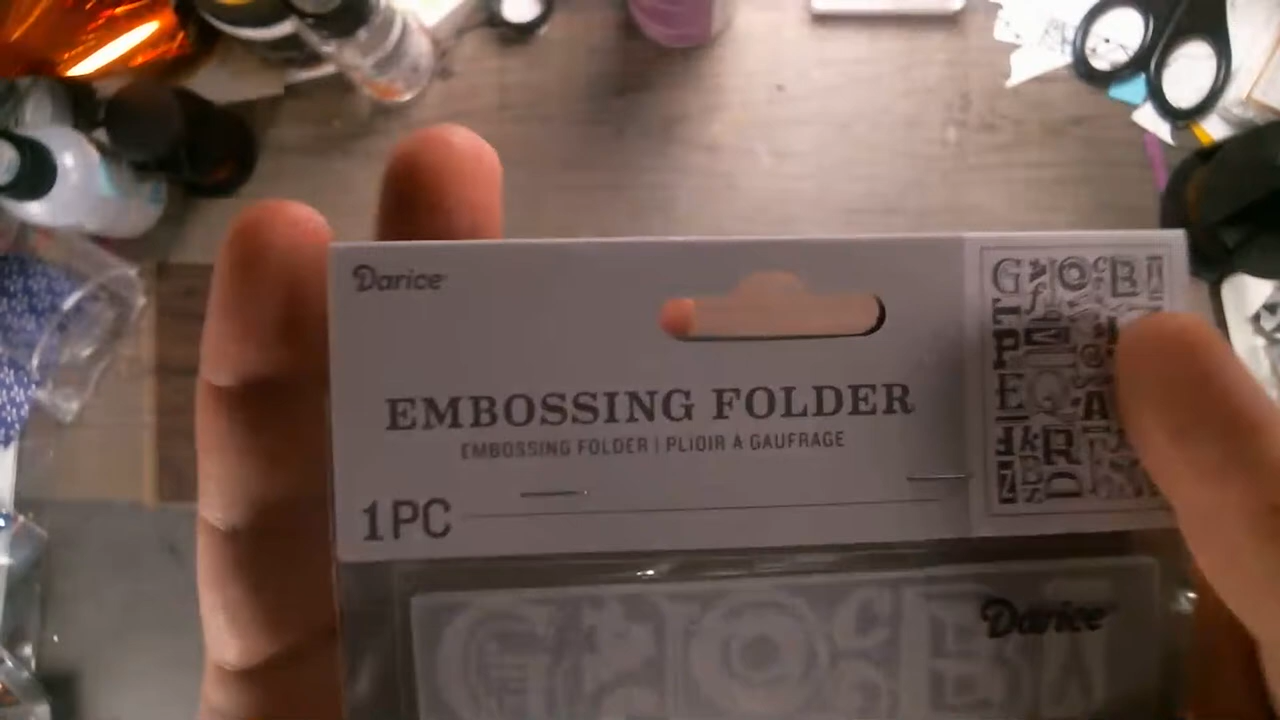 Darice
EMBOSSING FOLDER
EMBOSSING FOLDER | PLIOIR À GAUFRAGE
1PC
G O B I
T
P
E
A
R
Z D
Darice
G O B